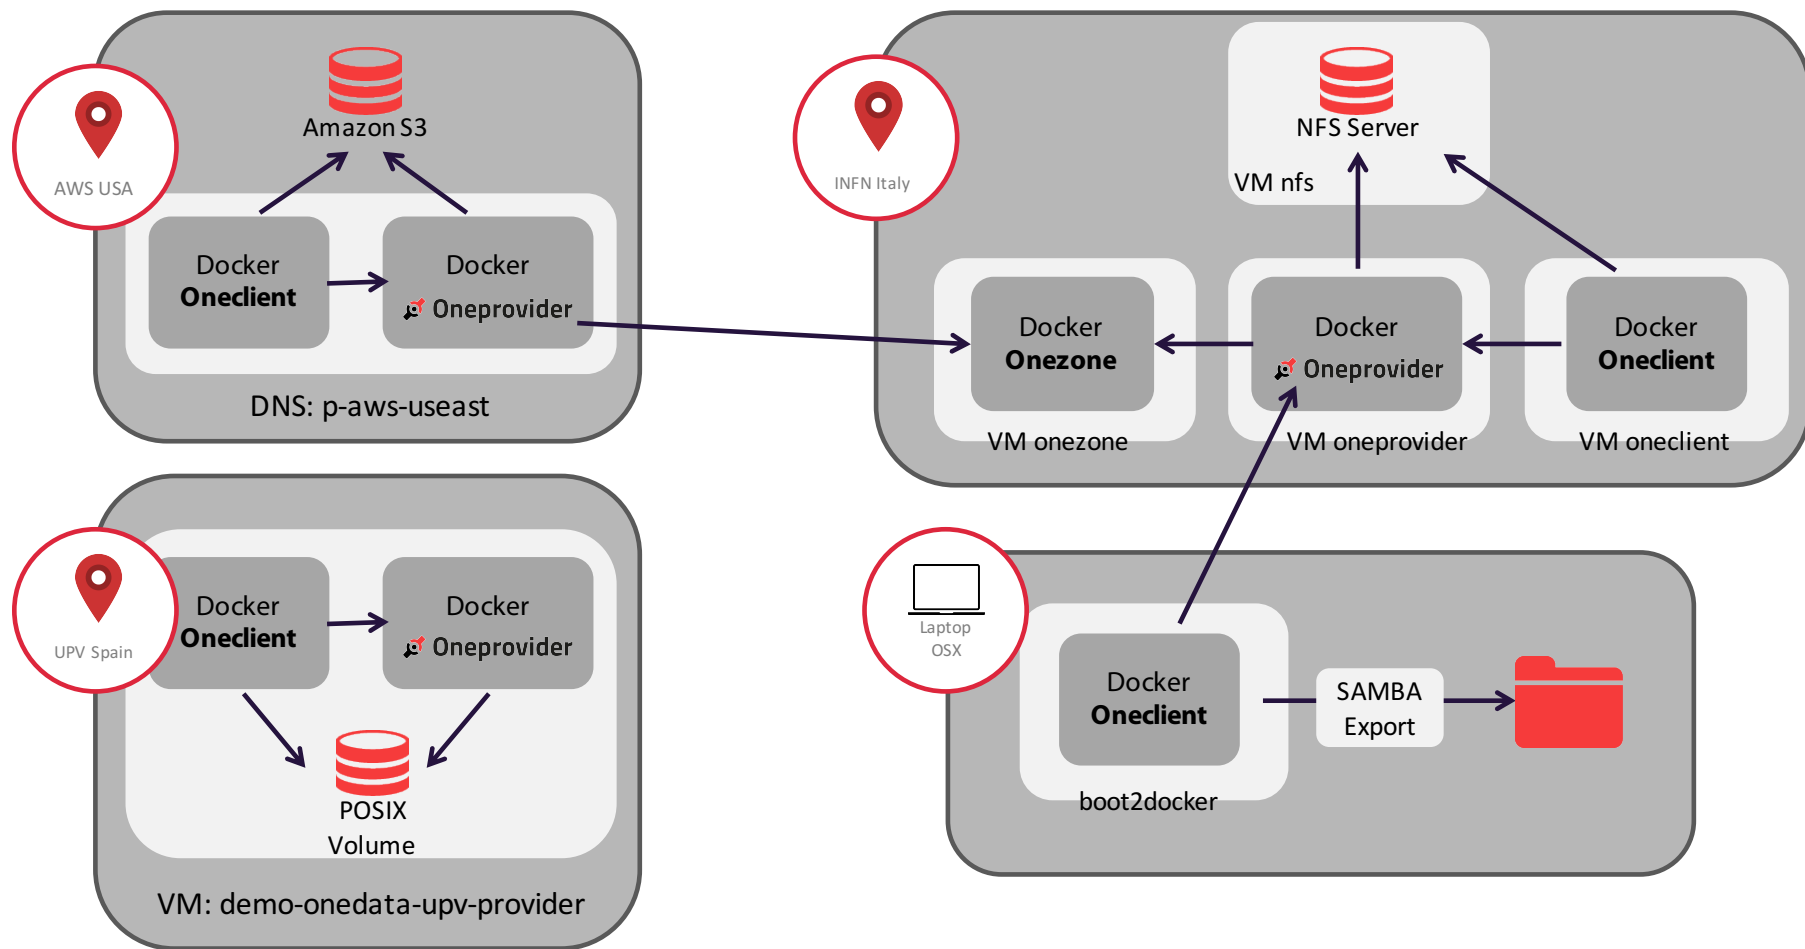 Amazon S3
AWS USA
Docker
Oneclient
Docker
Oneprovider
DNS: p-aws-useast
INFN Italy
NFS Server
VM nfs
Docker
Onezone
VM onezone
Docker
Oneprovider
VM oneprovider
Docker
Oneclient
VM oneclient
UPV Spain
Docker
Oneclient
Docker
Oneprovider
POSIX
Volume
VM: demo-onedata-upv-provider
Laptop
OSX
Docker
Oneclient
boot2docker
SAMBA
Export